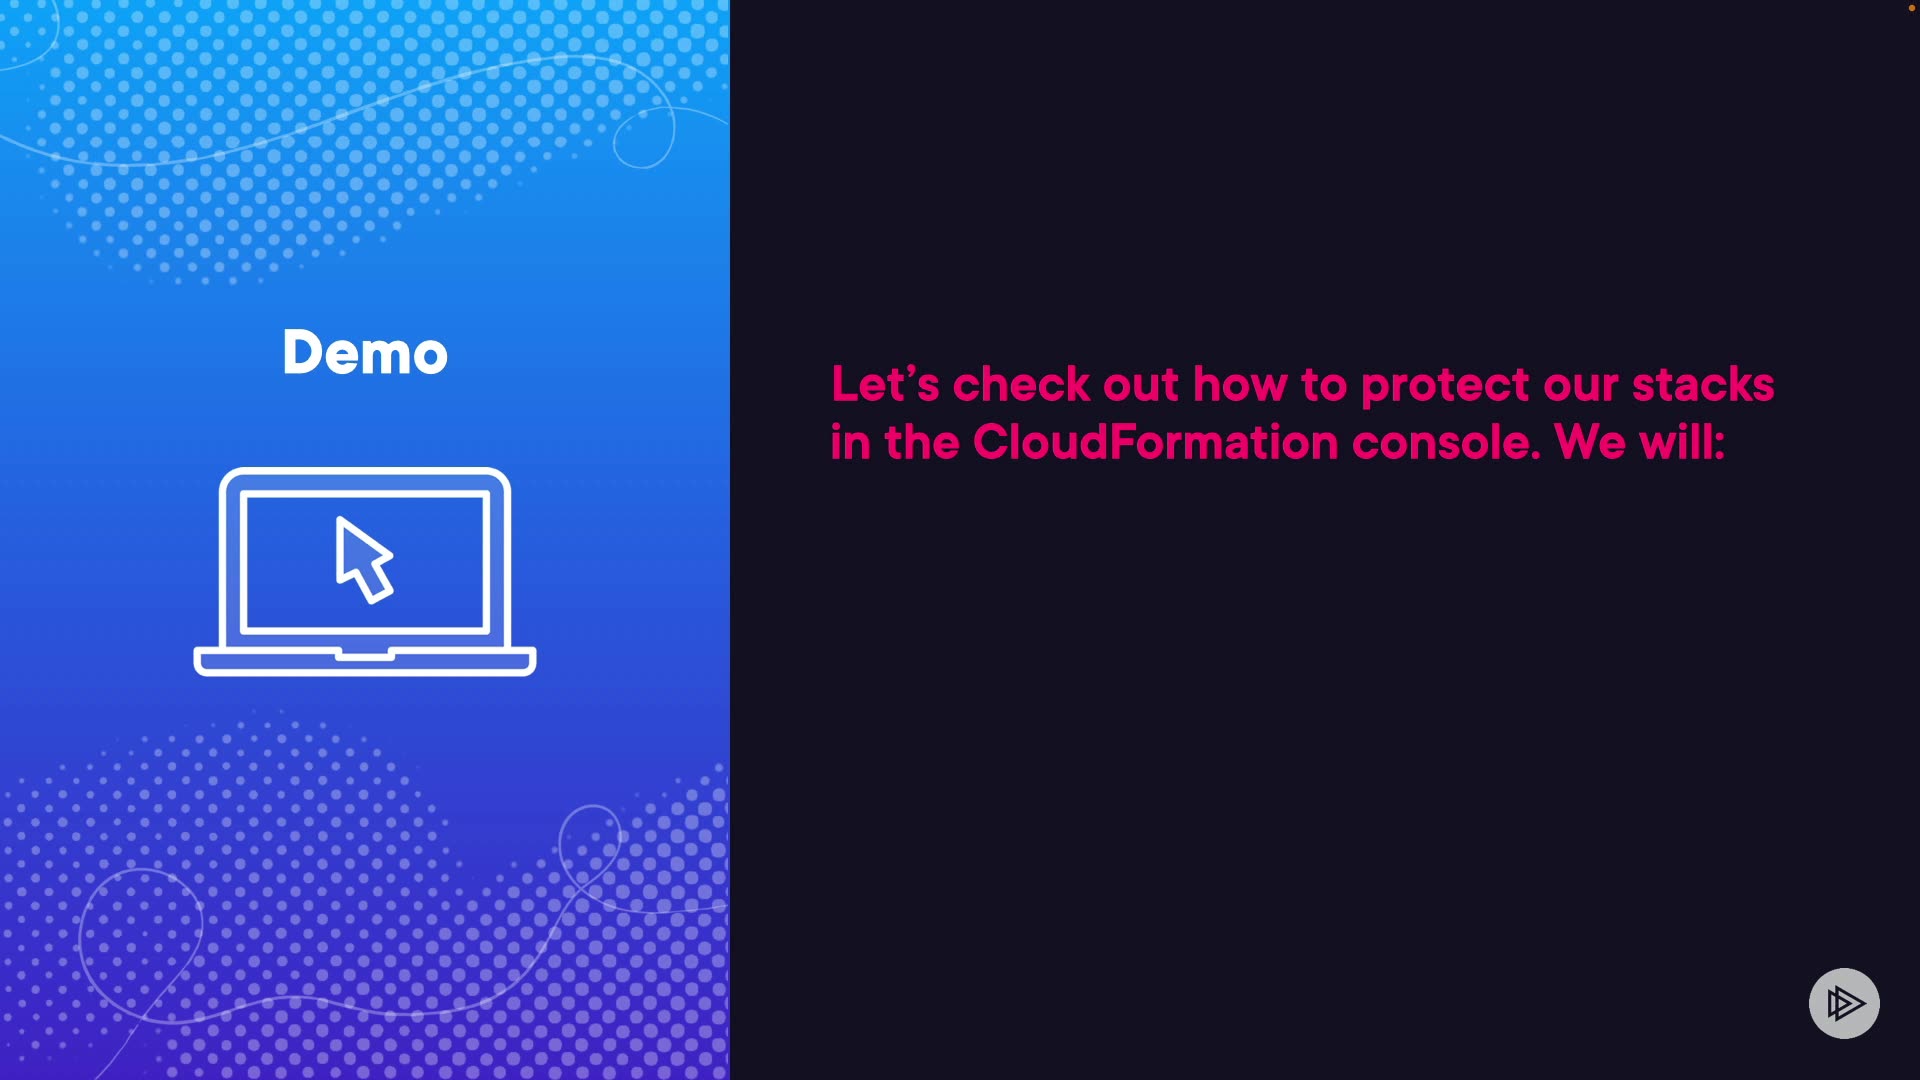 Demo
Let’s check out how to protect our stacks
in the CloudFormation console. We will: